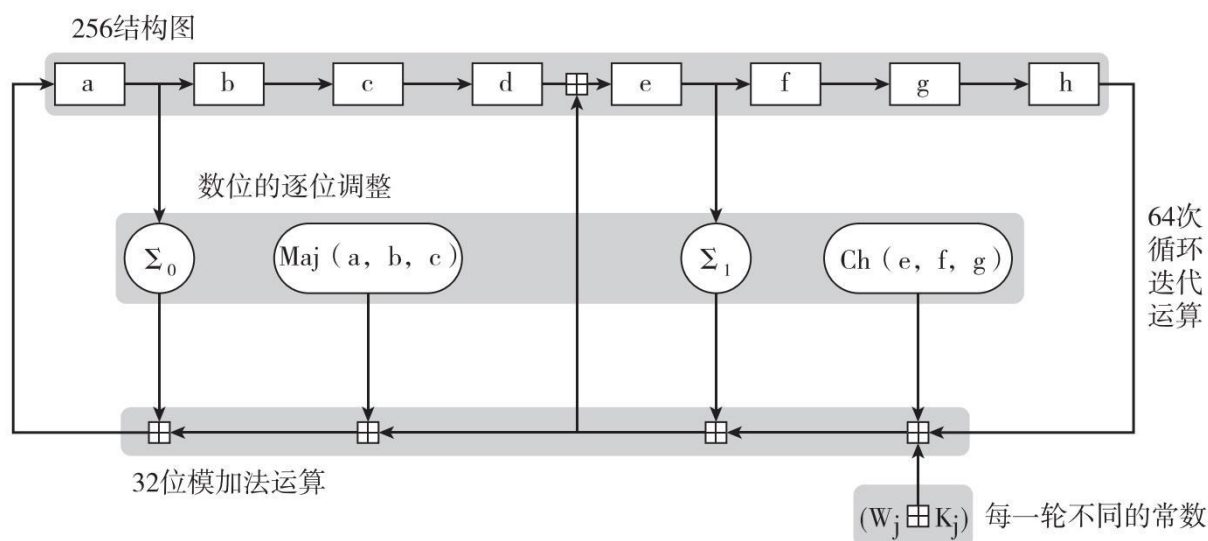 256结构图
a b c d e f g h
数位的逐位调整
Σ0 Maj（a，b，c） Σ1 Ch（e，f，g）
64次
循环
迭代
运算
32位模加法运算
(Wj Kj) 每一轮不同的常数